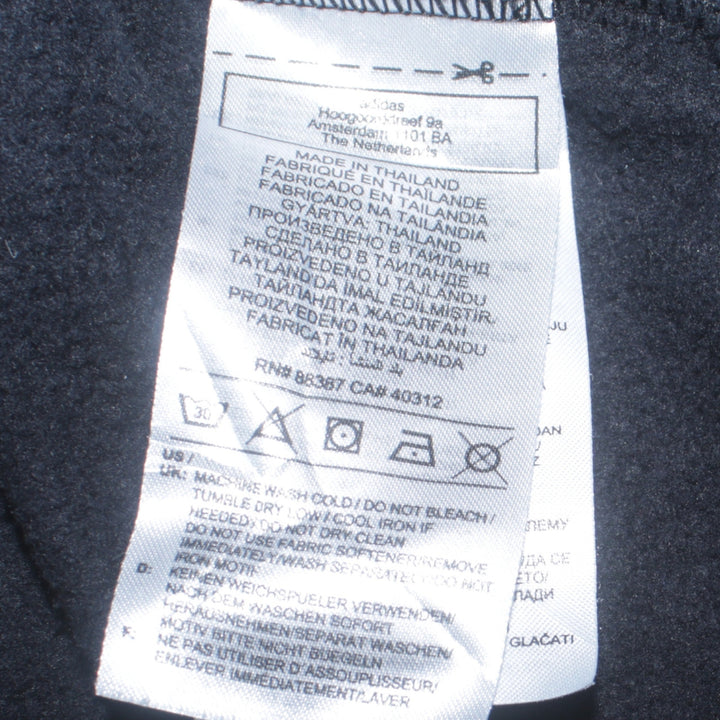 adidas
Hoogoorddreef 9a
Amsterdam 1101 BA
The Netherlands
MADE IN THAILAND
FABRIQUÉ EN THAÏLANDE
FABRICADO EN TAILANDIA
FABRICADO NA TAILÂNDIA
GYÁRTVA: THAILAND
ПРОИЗВЕДЕНО В ТАЙЛАНД
СДЕЛАНО В ТАИЛАНДЕ
PROIZVEDENO U TAJLANDU
TAYLAND'DA İMAL EDİLMİŞTİR.
ТАЙЛАНДТА ЖАСАЛҒАН
PROIZVEDENO NA TAJLANDU
FABRICAT ÎN THAILANDA
RN# 88387 CA# 40312
30
US /
UK: MACHINE WASH COLD / DO NOT BLEACH /
TUMBLE DRY LOW / COOL IRON IF
NEEDED / DO NOT DRY CLEAN
DO NOT USE FABRIC SOFTENER/REMOVE
IMMEDIATELY/WASH SEPARATELY/DO NOT
IRON MOTIF
D: KEINEN WEICHSPUELER VERWENDEN/
NACH DEM WASCHEN SOFORT
HERAUSNEHMEN/SEPARAT WASCHEN/
MOTIV BITTE NICHT BUEGELN
F: NE PAS UTILISER D'ASSOUPLISSEUR/
ENLEVER IMMÉDIATEMENT/LAVER
GLAČATI